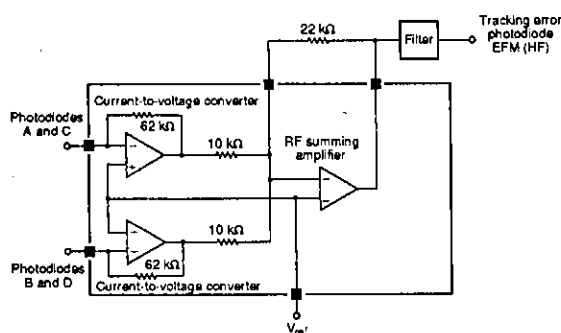 22 kΩ
Filter
Tracking error
photodiode
EFM (HF)
Photodiodes
A and C
Current-to-voltage converter
62 kΩ
10 kΩ
RF summing
amplifier
−
+
−
−
10 kΩ
+
−
62 kΩ
Photodiodes
B and D
Current-to-voltage converter
Vref